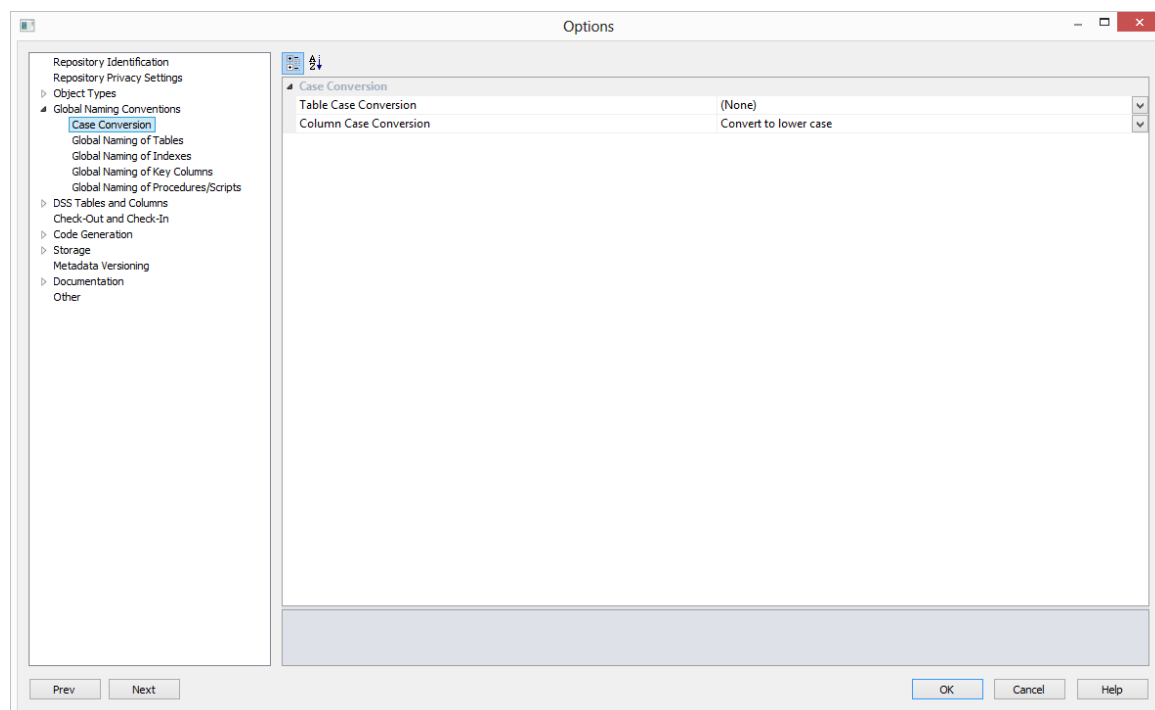 Options
Repository Identification
Repository Privacy Settings
Object Types
Global Naming Conventions
Case Conversion
Global Naming of Tables
Global Naming of Indexes
Global Naming of Key Columns
Global Naming of Procedures/Scripts
DSS Tables and Columns
Check-Out and Check-In
Code Generation
Storage
Metadata Versioning
Documentation
Other
Case Conversion
Table Case Conversion (None)
Column Case Conversion Convert to lower case
Prev Next OK Cancel Help